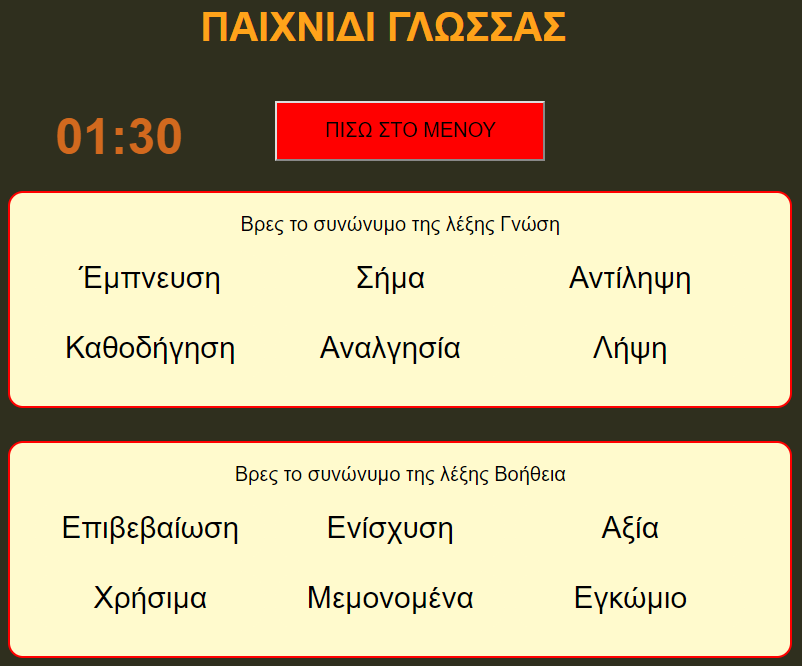 ΠΑΙΧΝΙΔΙ ΓΛΩΣΣΑΣ
01:30 ΠΙΣΩ ΣΤΟ ΜΕΝΟΥ
Βρες το συνώνυμο της λέξης Γνώση
Έμπνευση Σήμα Αντίληψη
Καθοδήγηση Αναλγησία Λήψη
Βρες το συνώνυμο της λέξης Βοήθεια
Επιβεβαίωση Ενίσχυση Αξία
Χρήσιμα Μεμονομένα Εγκώμιο